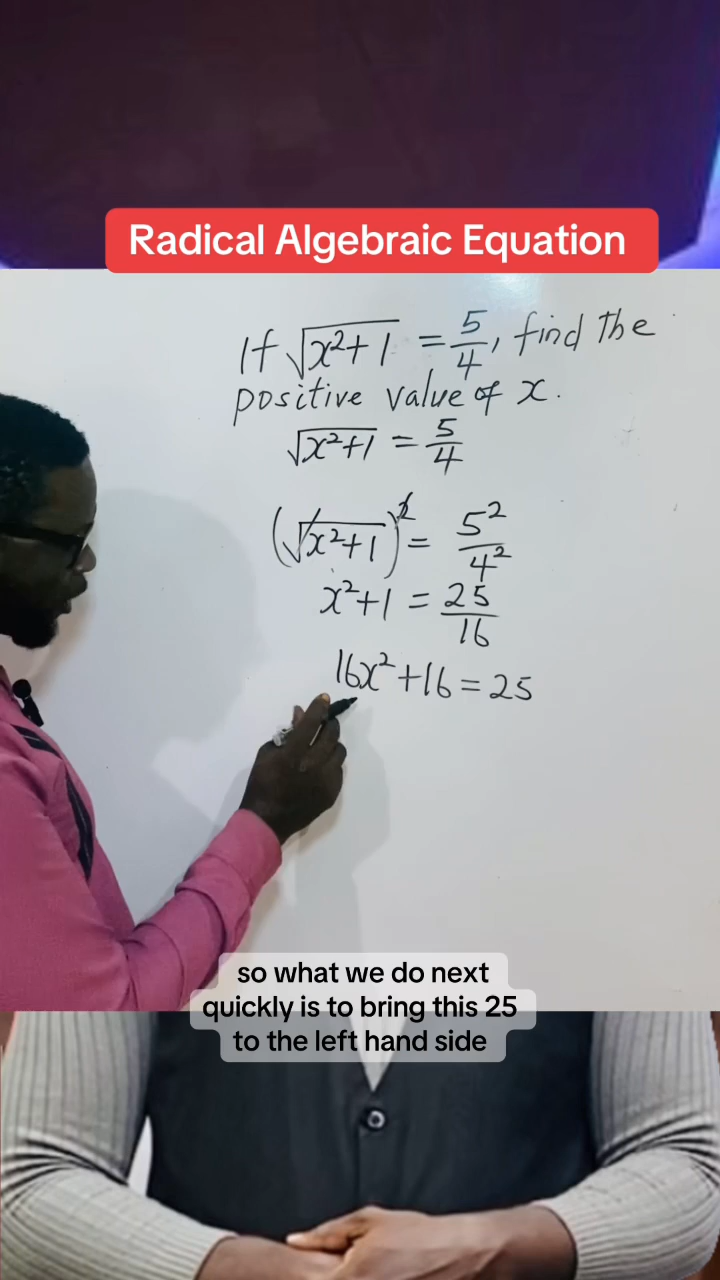 Radical Algebraic Equation
If √x²+1 = 5/4, find the
positive value of x.
√x²+1 = 5/4
(√x²+1)² = 5²/4²
x²+1 = 25/16
16x²+16=25
so what we do next
quickly is to bring this 25
to the left hand side